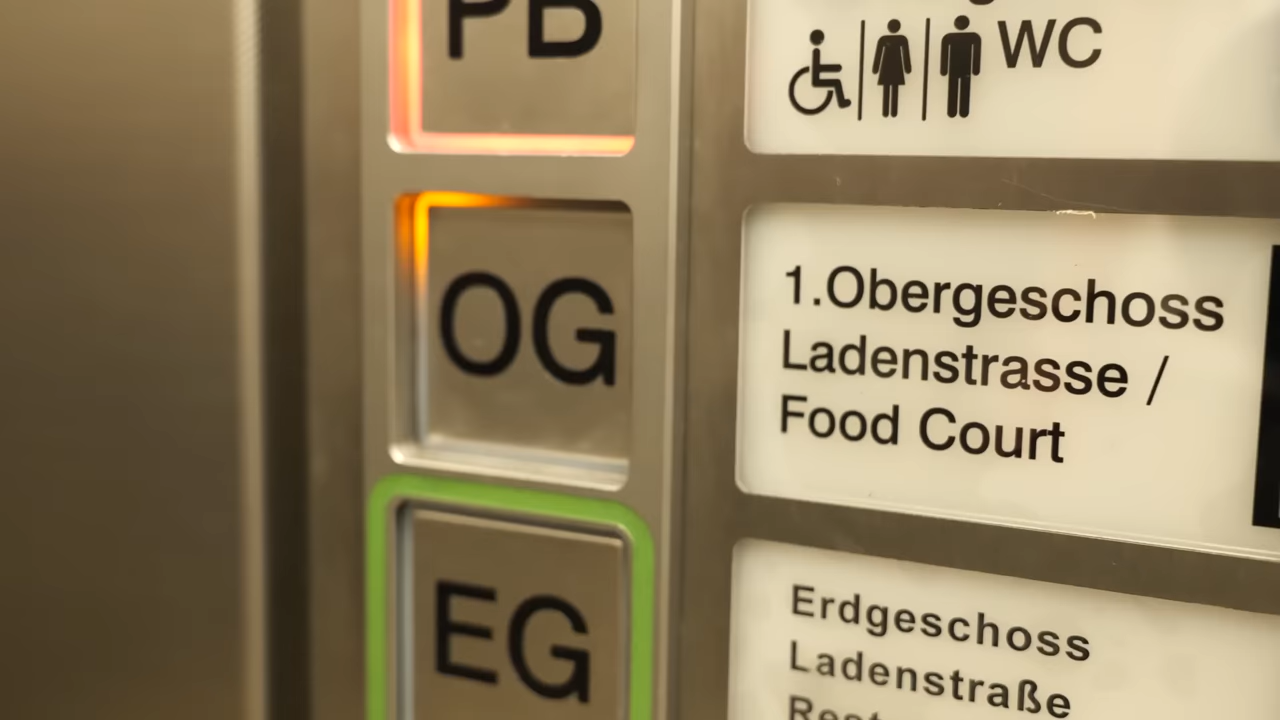 PB
WC
OG
1.Obergeschoss
Ladenstrasse /
Food Court
EG
Erdgeschoss
Ladenstraße